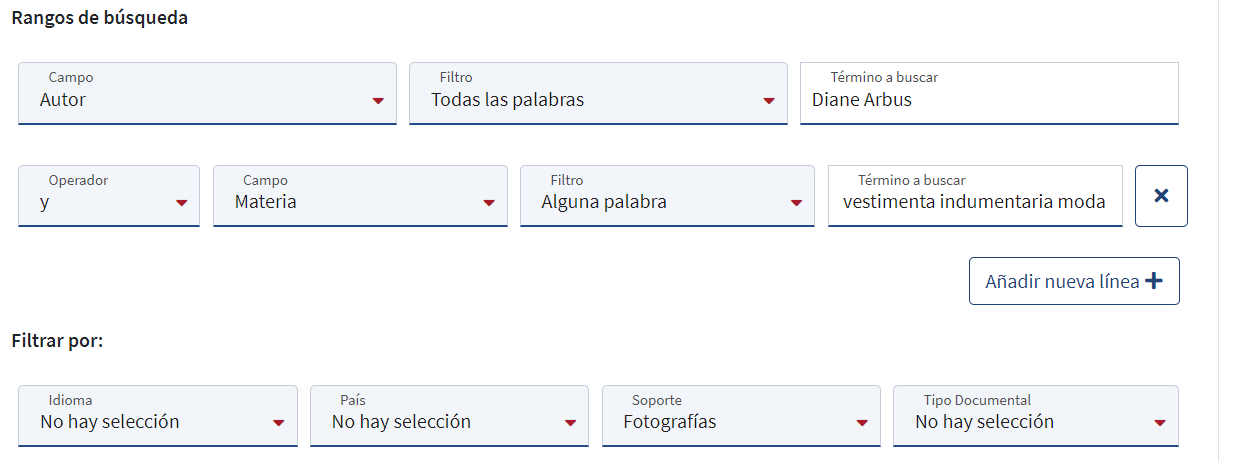 Rangos de búsqueda
Campo
Autor
Filtro
Todas las palabras
Término a buscar
Diane Arbus
Operador
y
Campo
Materia
Filtro
Alguna palabra
Término a buscar
vestimenta indumentaria moda
Añadir nueva línea
Filtrar por:
Idioma
No hay selección
País
No hay selección
Soporte
Fotografías
Tipo Documental
No hay selección